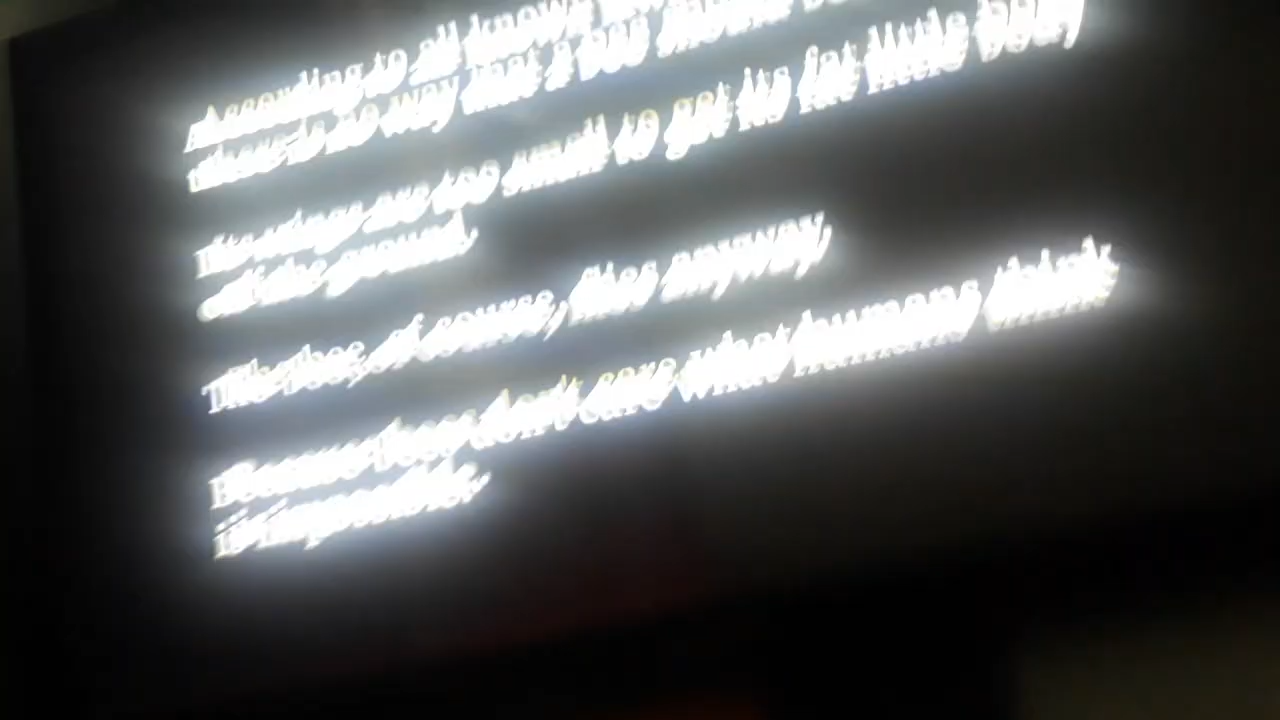 According to all known
there is no way that a bee
Its wings are too small to get its fat little body
off the ground.
The bee, of course, flies anyway,
Because bees don't care what humans think
is impossible.